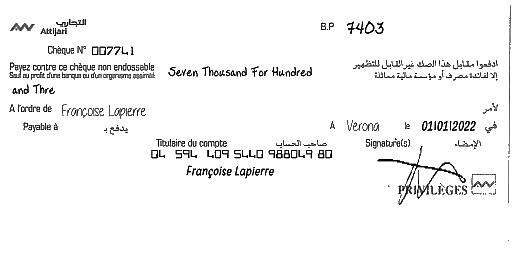 التجاري
Attijari
B.P 7403
Chèque N° 007741
Payez contre ce chèque non endossable
Sauf au profit d'une banque ou d'un organisme assimilé
Seven Thousand For Hundred
ادفعوا مقابل هذا الصك غير القابل للتظهير
إلا لفائدة مصرف أو مؤسسة مالية مماثلة
and Thre
A l'ordre de Françoise Lapierre
لأمر
Payable à
يدفع بـ
A Verona le 01/01/2022 في
Titulaire du compte صاحب الحساب
Signature(s) الإمضاء
04 594 409 5440 988049 80
Françoise Lapierre
PRIVILÈGES